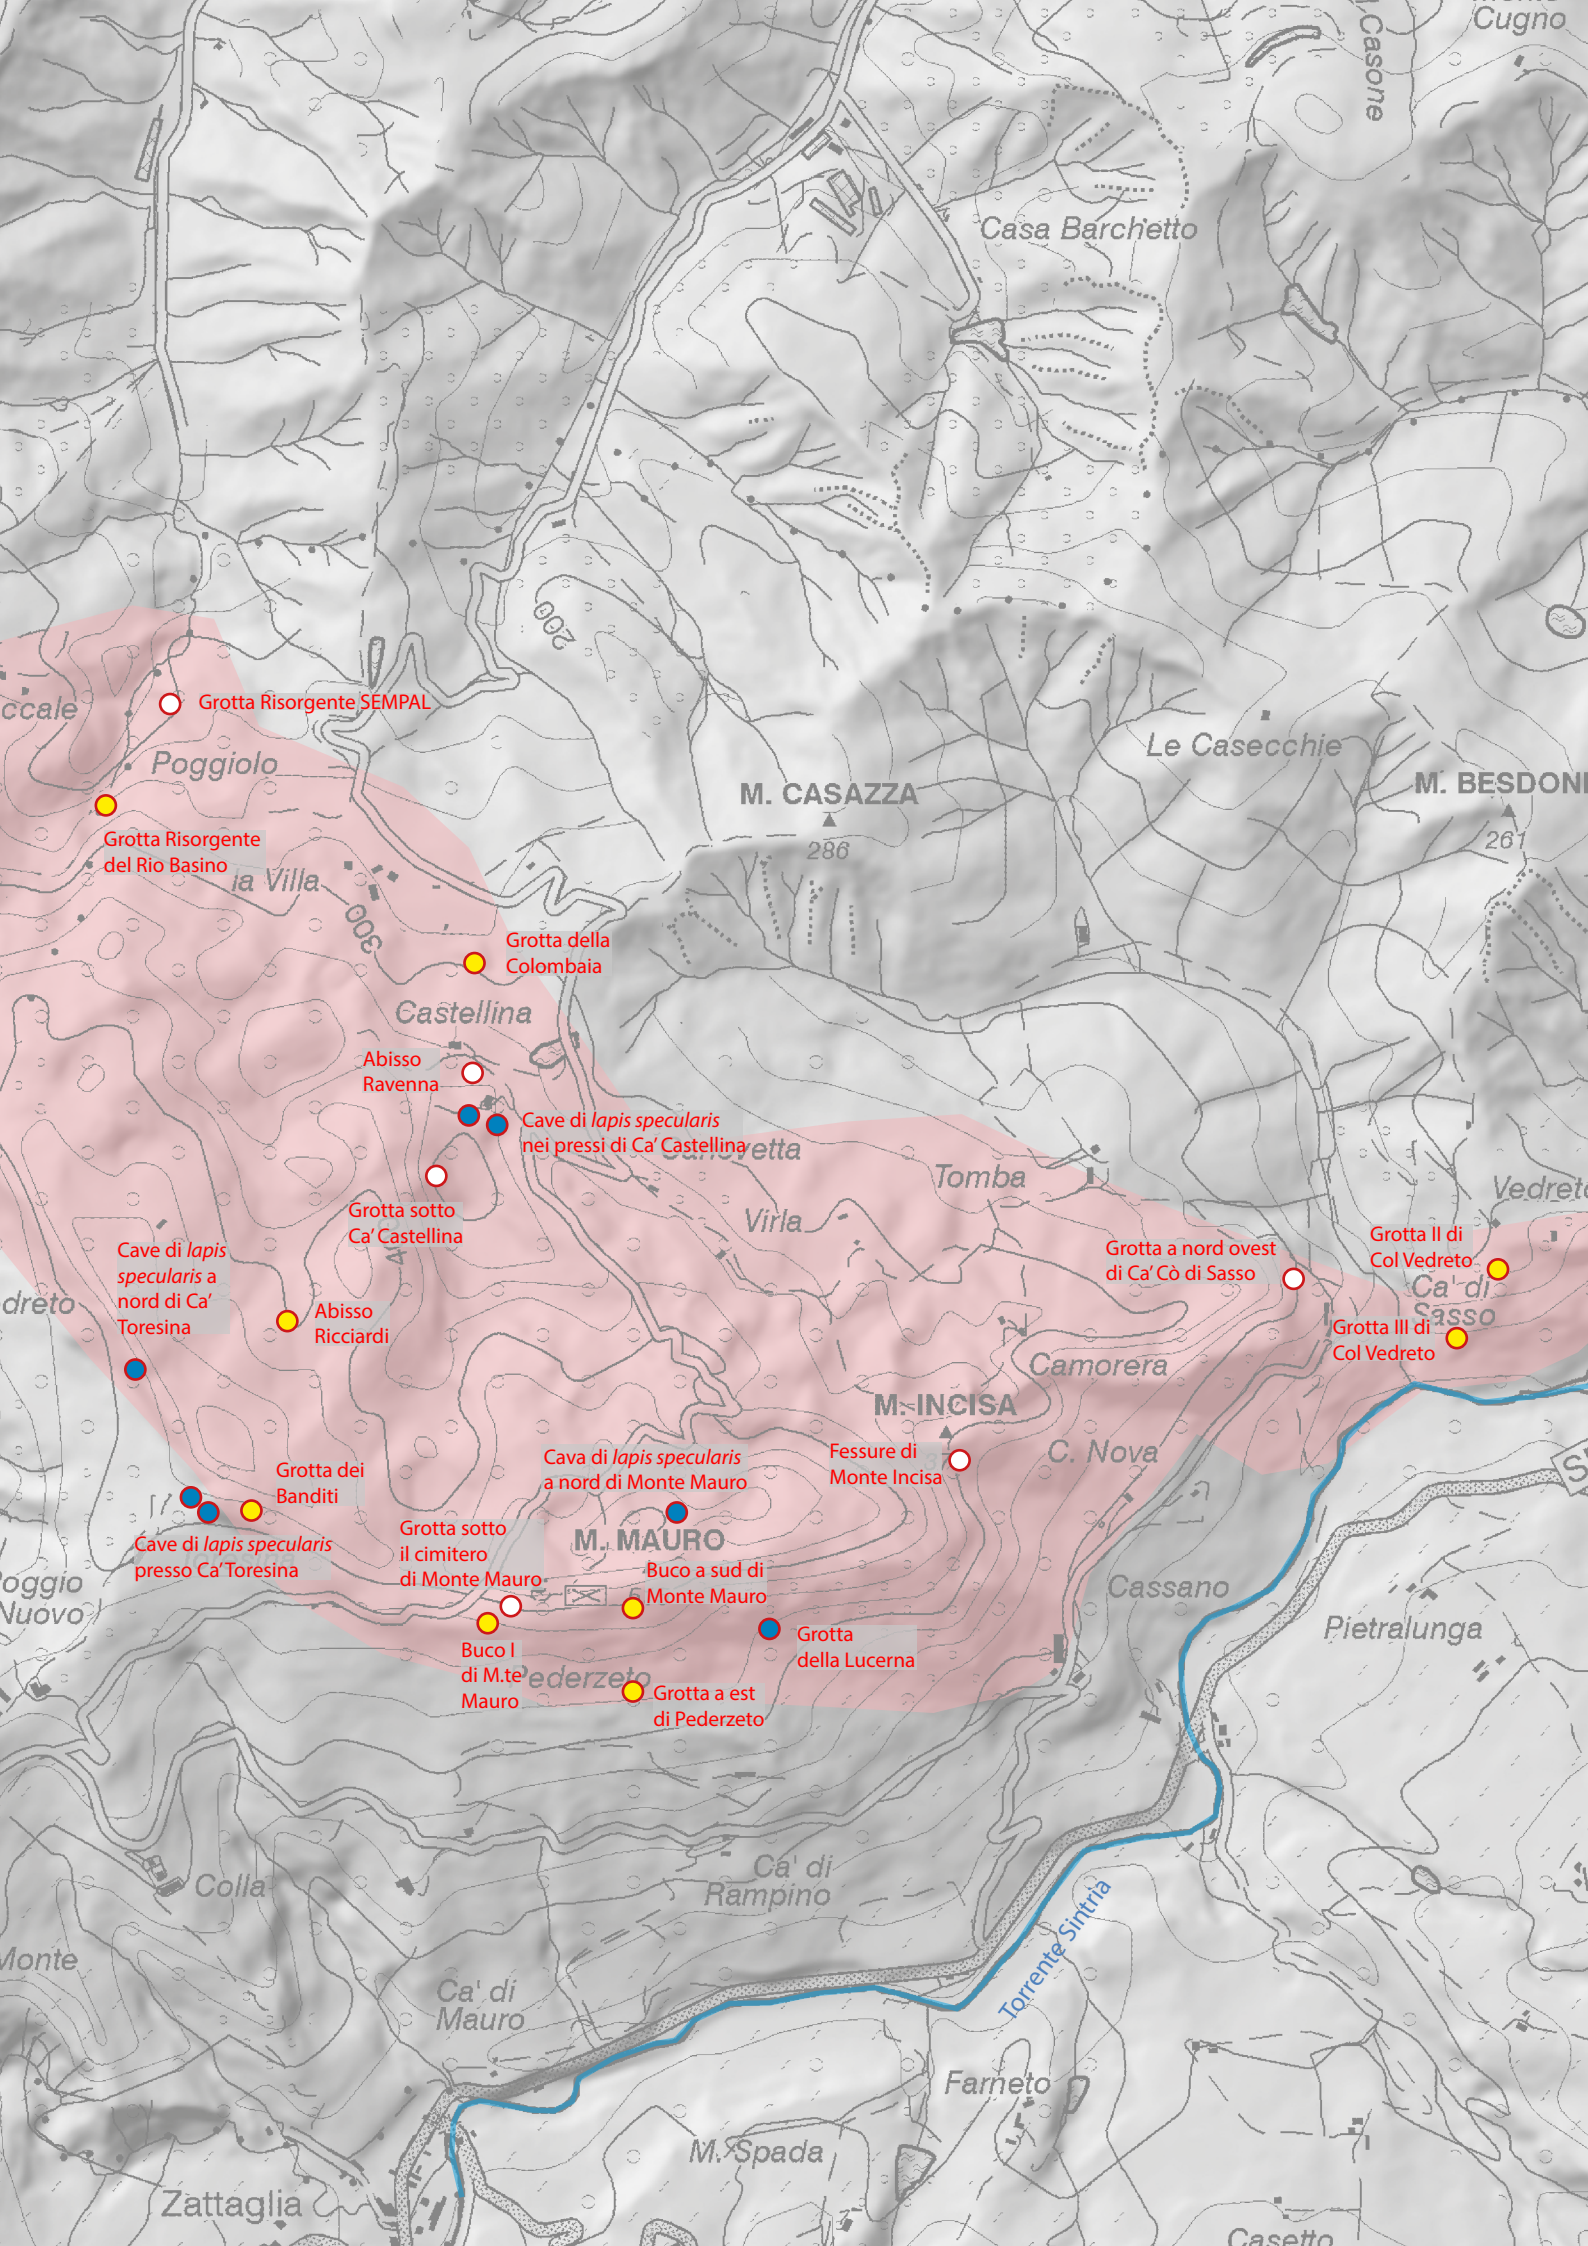 Cugno
Casone
Casa Barchetto
200
ccale
Grotta Risorgente SEMPAL
Poggiolo
Le Casecchie
M. CASAZZA
286
M. BESDONI
261
Grotta Risorgente
del Rio Basino
ia Villa
300
Grotta della
Colombaia
Castellina
Abisso
Ravenna
Cave di lapis specularis
nei pressi di Ca' Castellina
Tomba
Vedreto
Virla
Grotta sotto
Ca' Castellina
Cave di lapis
specularis a
nord di Ca'
Toresina
Grotta a nord ovest
di Ca' Cò di Sasso
Grotta II di
Col Vedreto
Ca' di
Sasso
dreto
Abisso
Ricciardi
Grotta III di
Col Vedreto
Camorera
M. INCISA
Fessure di
Monte Incisa
C. Nova
Cava di lapis specularis
a nord di Monte Mauro
Grotta dei
Banditi
M. MAURO
Cave di lapis specularis
presso Ca' Toresina
Grotta sotto
il cimitero
di Monte Mauro
Buco a sud di
Monte Mauro
oggio
Nuovo
Cassano
Pietralunga
Buco I
di M.te
Mauro
Pederzeto
Grotta
della Lucerna
Grotta a est
di Pederzeto
Colla
Ca' di
Rampino
Torrente Sintria
Monte
Ca' di
Mauro
Farneto
M. Spada
Zattaglia
Casetto